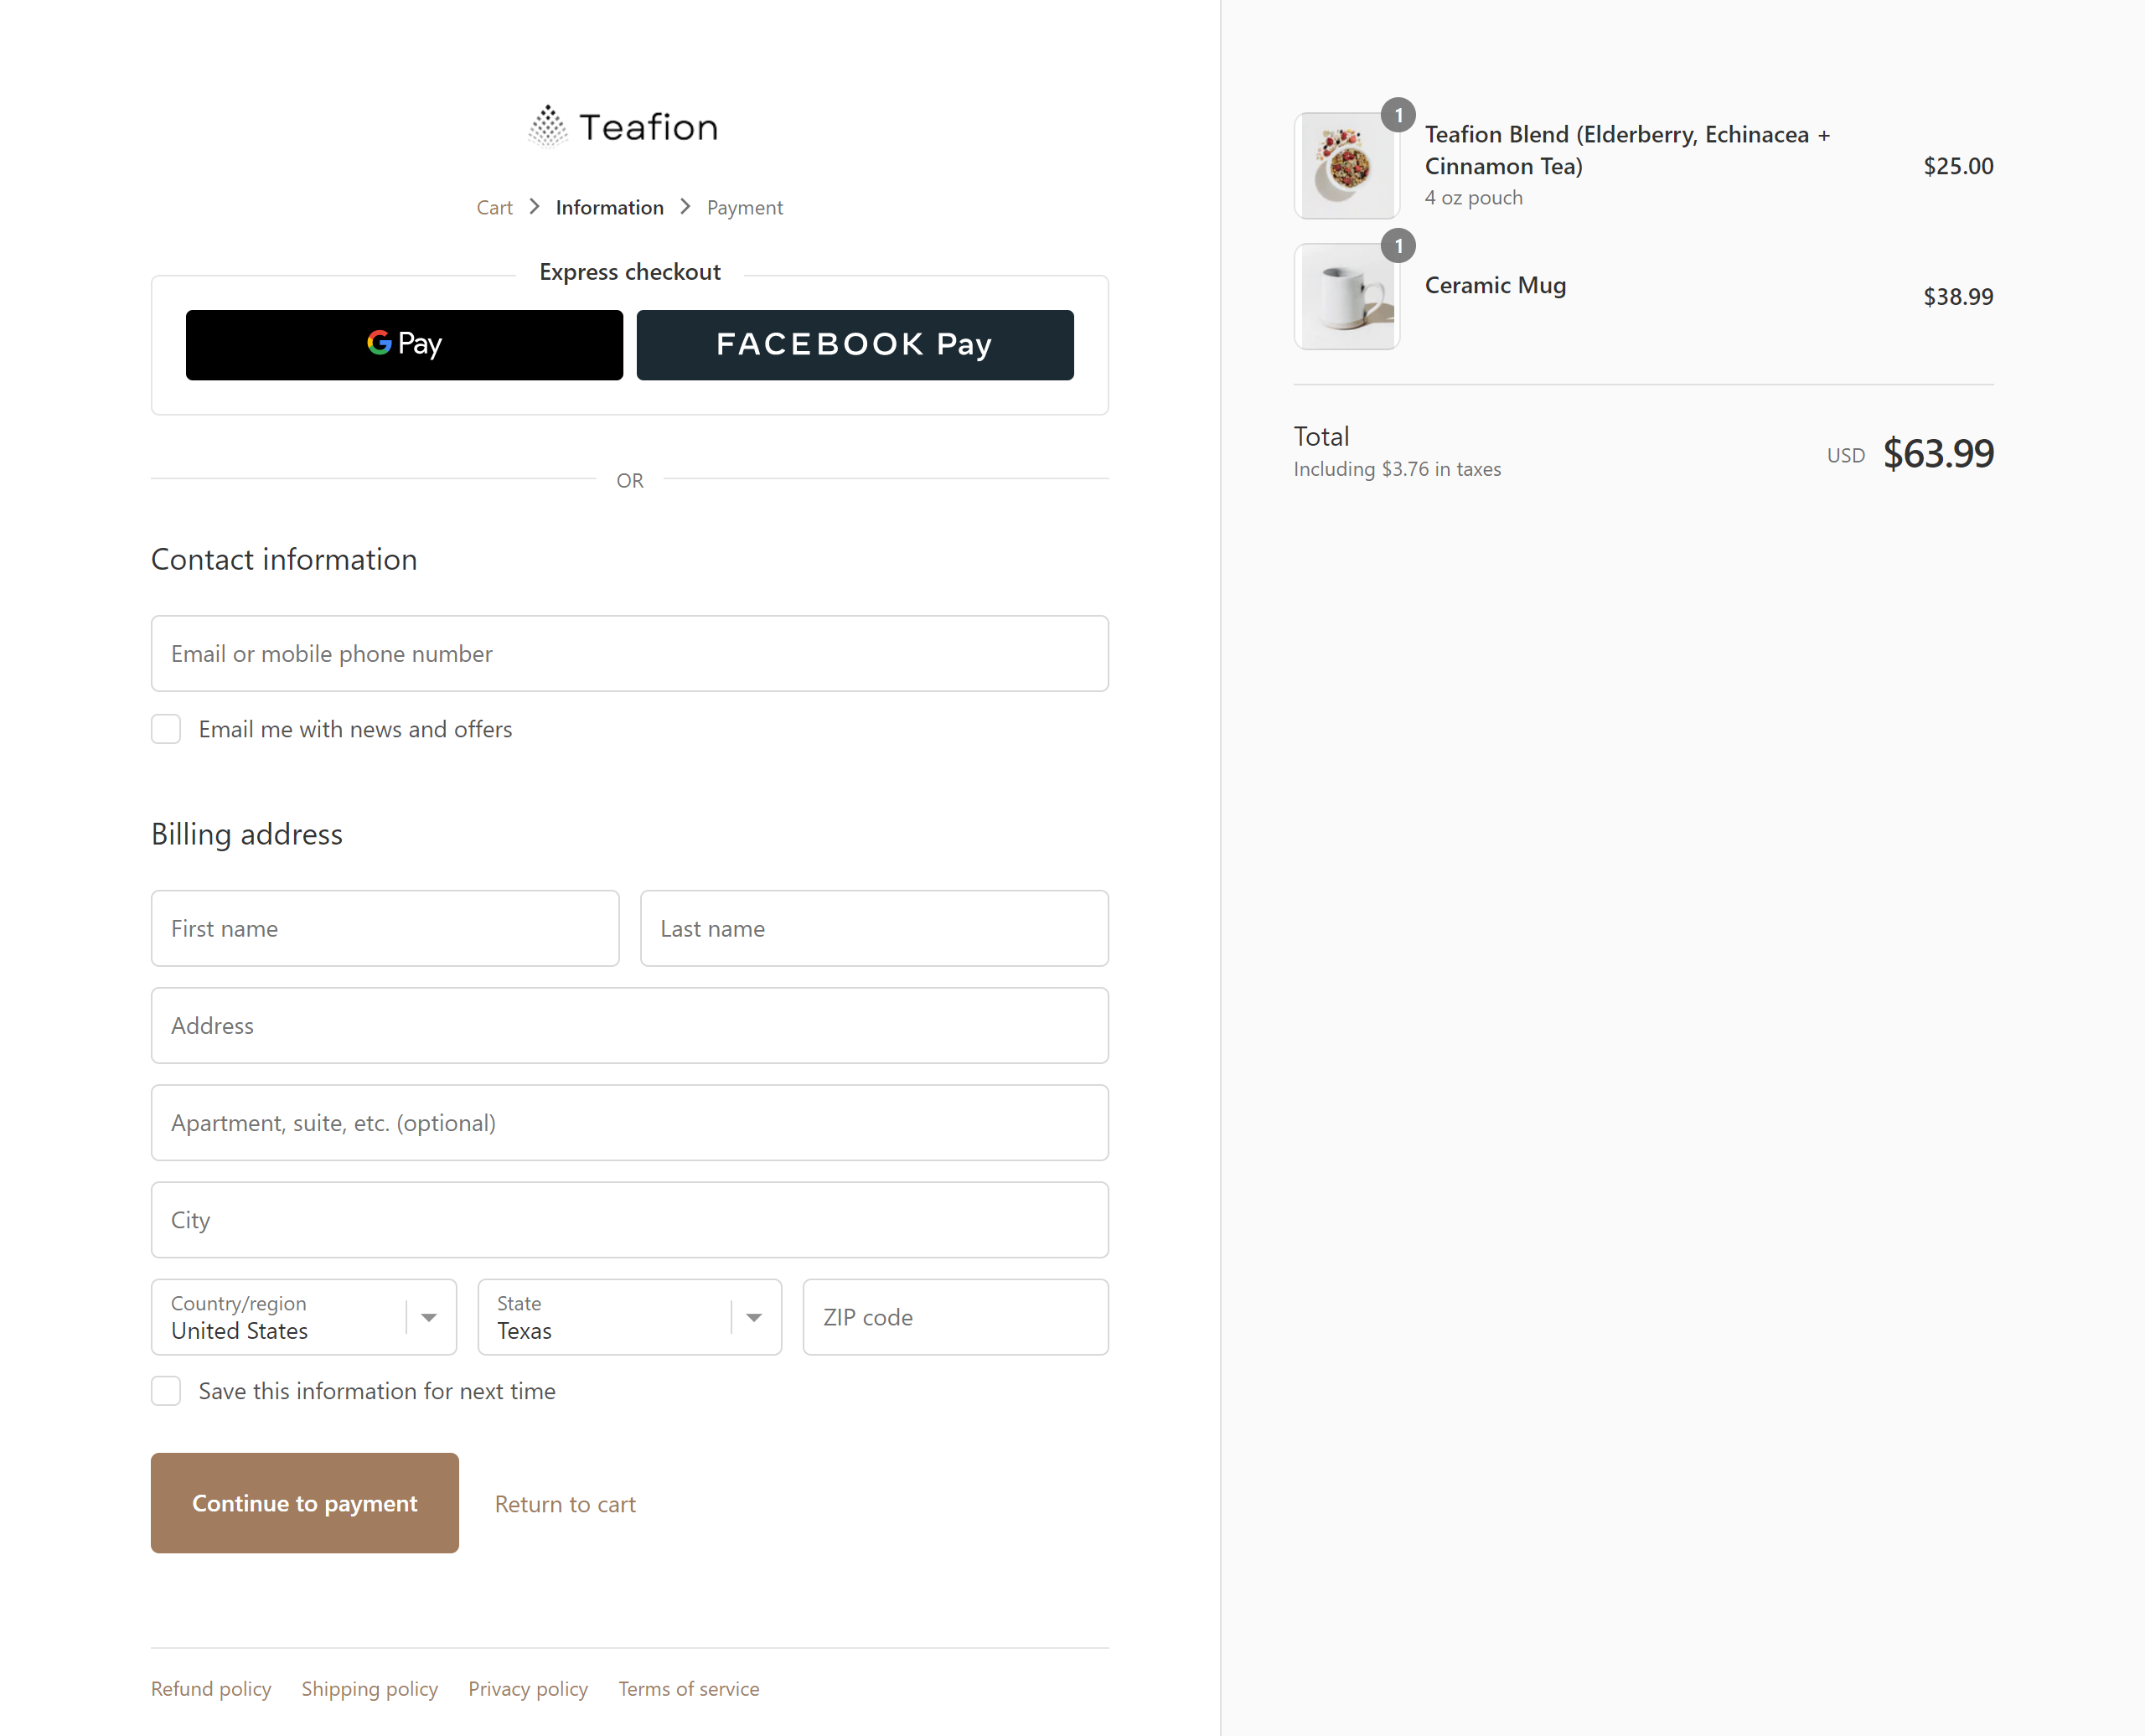 Teafion
Cart > Information > Payment
Express checkout
G Pay
FACEBOOK Pay
OR
Contact information
Email or mobile phone number
Email me with news and offers
Billing address
First name
Last name
Address
Apartment, suite, etc. (optional)
City
Country/region
United States
State
Texas
ZIP code
Save this information for next time
Continue to payment
Return to cart
Refund policy
Shipping policy
Privacy policy
Terms of service
1
Teafion Blend (Elderberry, Echinacea +
Cinnamon Tea)
4 oz pouch
$25.00
1
Ceramic Mug
$38.99
Total
Including $3.76 in taxes
USD $63.99